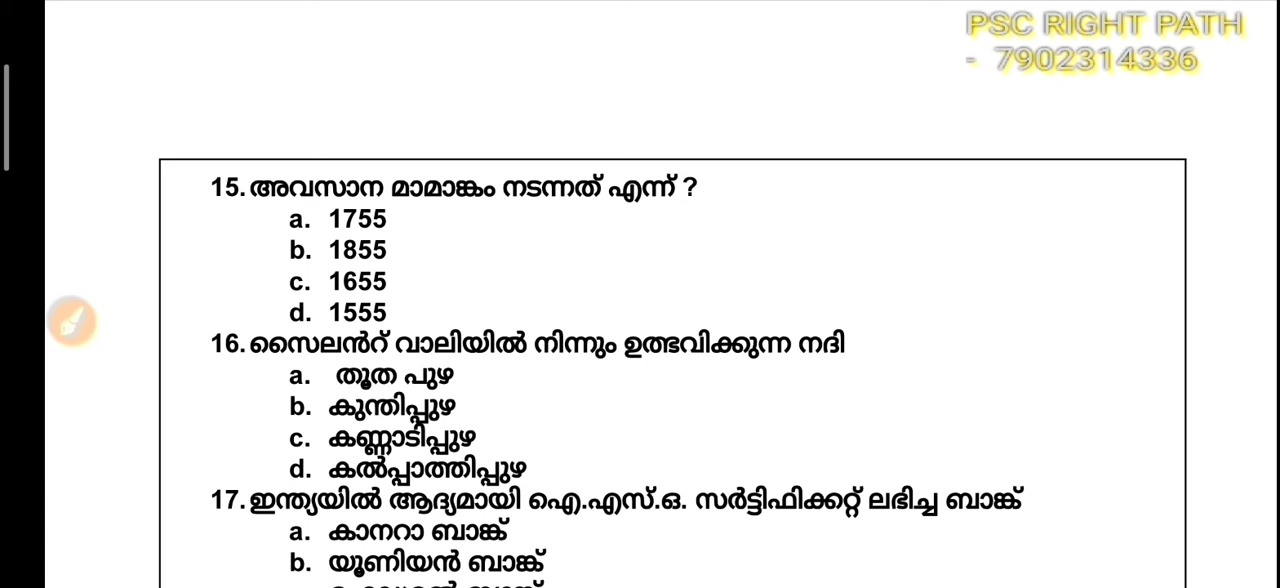 PSC RIGHT PATH
- 7902314336
15. അവസാന മാമാങ്കം നടന്നത് എന്ന് ?
a. 1755
b. 1855
c. 1655
d. 1555
16. സൈലൻറ് വാലിയിൽ നിന്നും ഉത്ഭവിക്കുന്ന നദി
a. തൂത പുഴ
b. കുന്തിപ്പുഴ
c. കണ്ണാടിപ്പുഴ
d. കൽപ്പാത്തിപ്പുഴ
17. ഇന്ത്യയിൽ ആദ്യമായി ഐ.എസ്.ഒ. സർട്ടിഫിക്കറ്റ് ലഭിച്ച ബാങ്ക്
a. കാനറാ ബാങ്ക്
b. യൂണിയൻ ബാങ്ക്